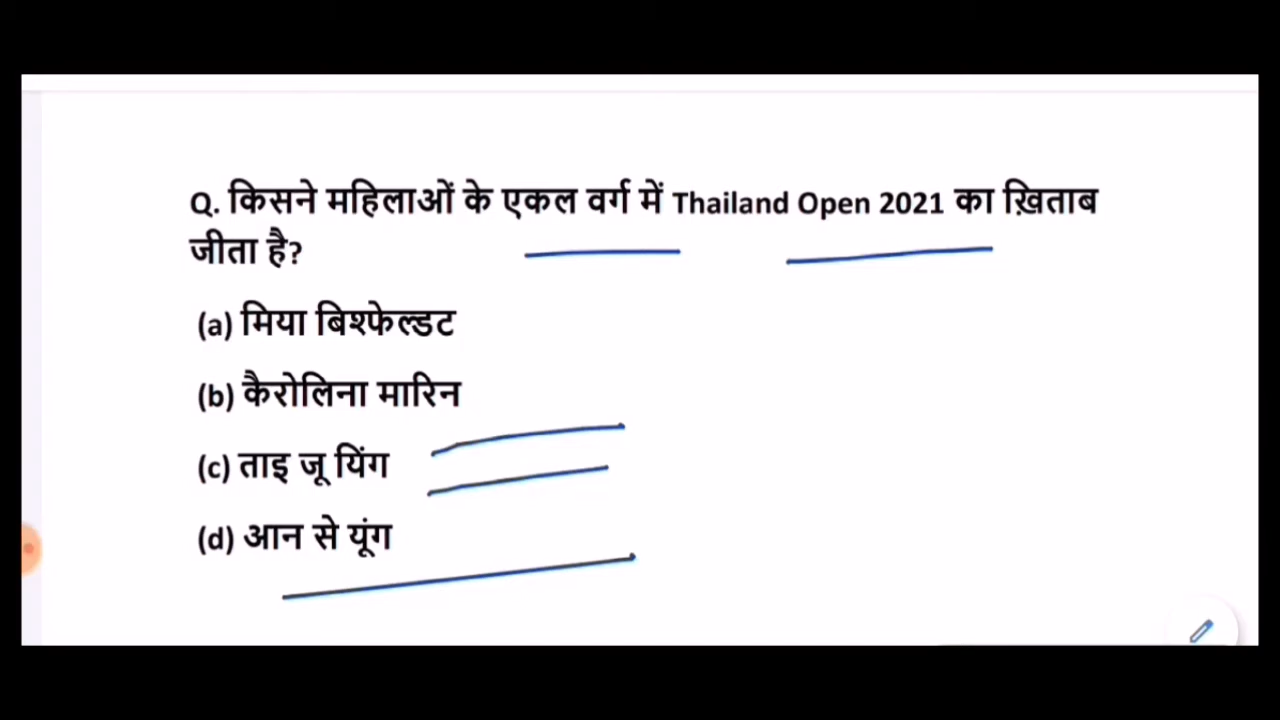 Q. किसने महिलाओं के एकल वर्ग में Thailand Open 2021 का ख़िताब
जीता है?
(a) मिया बिश्फेल्डट
(b) कैरोलिना मारिन
(c) ताइ जू यिंग
(d) आन से यूंग